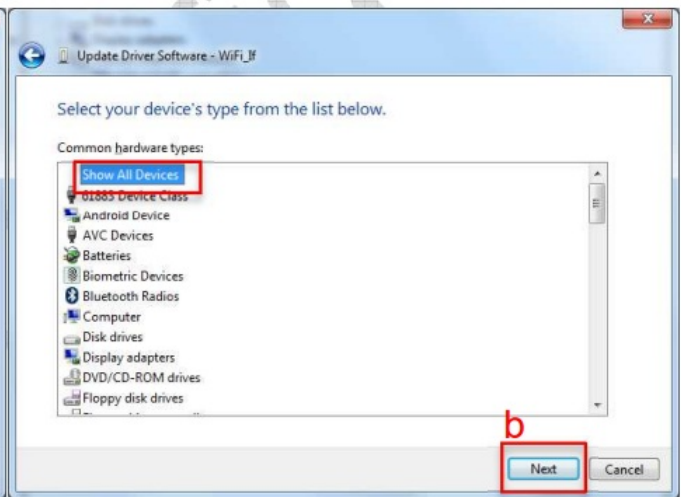 Update Driver Software - WiFi_If
Select your device's type from the list below.
Common hardware types:
Show All Devices
61883 Device Class
Android Device
AVC Devices
Batteries
Biometric Devices
Bluetooth Radios
Computer
Disk drives
Display adapters
DVD/CD-ROM drives
Floppy disk drives
b
Next
Cancel